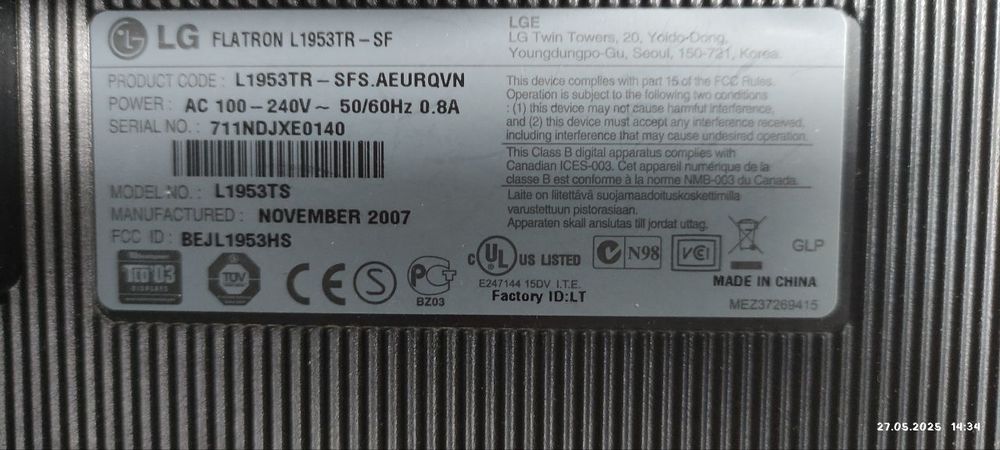 LG FLATRON L1953TR-SF
PRODUCT CODE : L1953TR-SFS.AEURQVN
POWER : AC 100-240V~ 50/60Hz 0.8A
SERIAL NO. : 711NDJXE0140
MODEL NO. : L1953TS
MANUFACTURED : NOVEMBER 2007
FCC ID : BEJL1953HS
TCO'03
DISPLAYS
TÜV
CE
S
PCT
BZ03
LGE
LG Twin Towers, 20, Yoido-Dong,
Youngdungpo-Gu, Seoul, 150-721, Korea.
This device complies with part 15 of the FCC Rules.
Operation is subject to the following two conditions
: (1) this device may not cause harmful interference,
and (2) this device must accept any interference received,
including interference that may cause undesired operation.
This Class B digital apparatus complies with
Canadian ICES-003. Cet appareil numérique de la
classe B est conforme à la norme NMB-003 du Canada.
Laite on liitettävä suojamaadoituskoskettimilla
varustettuun pistorasiaan.
Apparaten skall anslutas till jordat uttag.
c UL US LISTED
E247144 15DV I.T.E.
Factory ID:LT
N98
VCI
GLP
MADE IN CHINA
MEZ37269415
27.05.2025 14:34